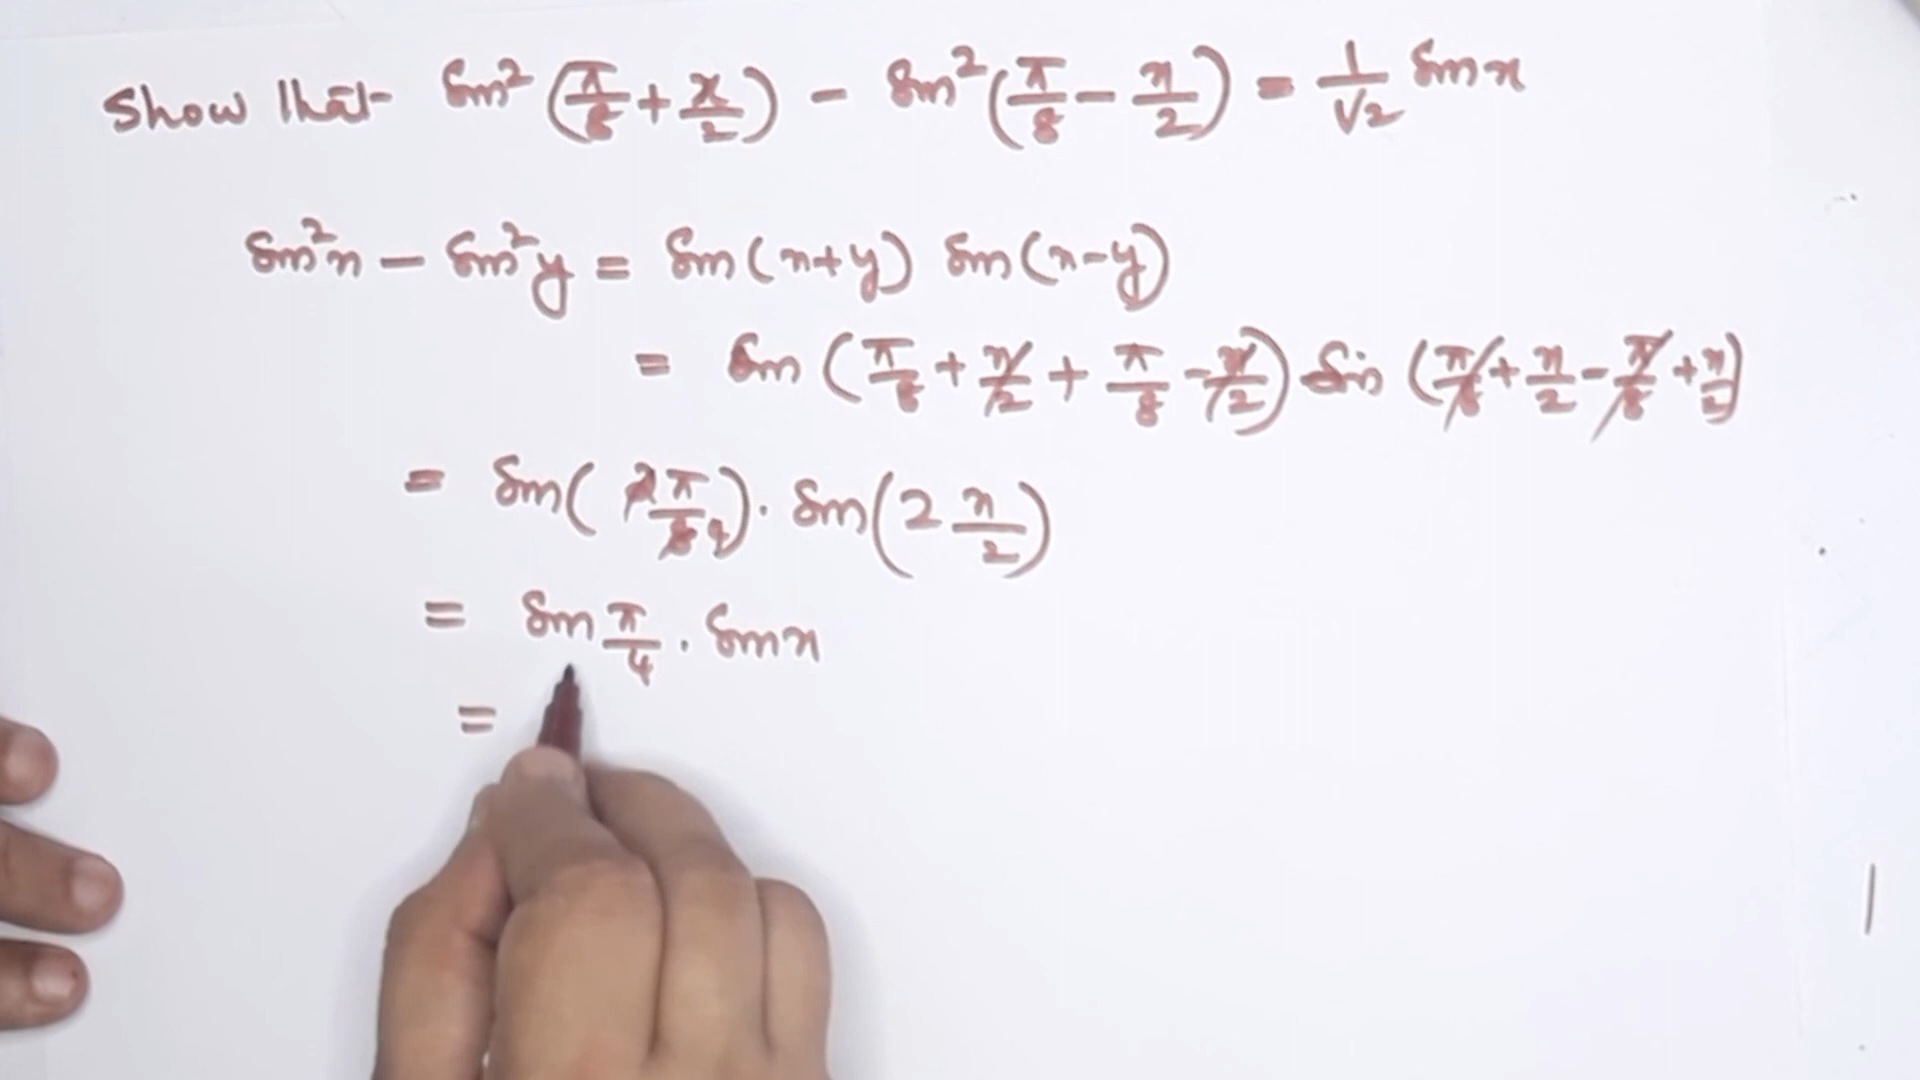 Show that sin² (π/8 + x/2) - sin² (π/8 - x/2) = 1/√2 sin x
sin²x - sin²y = sin(x+y) sin(x-y)
= sin (π/8 + x/2 + π/8 - x/2) sin (π/8 + x/2 - π/8 + x/2)
= sin( 2π/8 4) . sin(2 x/2)
= sin π/4 . sin x
=